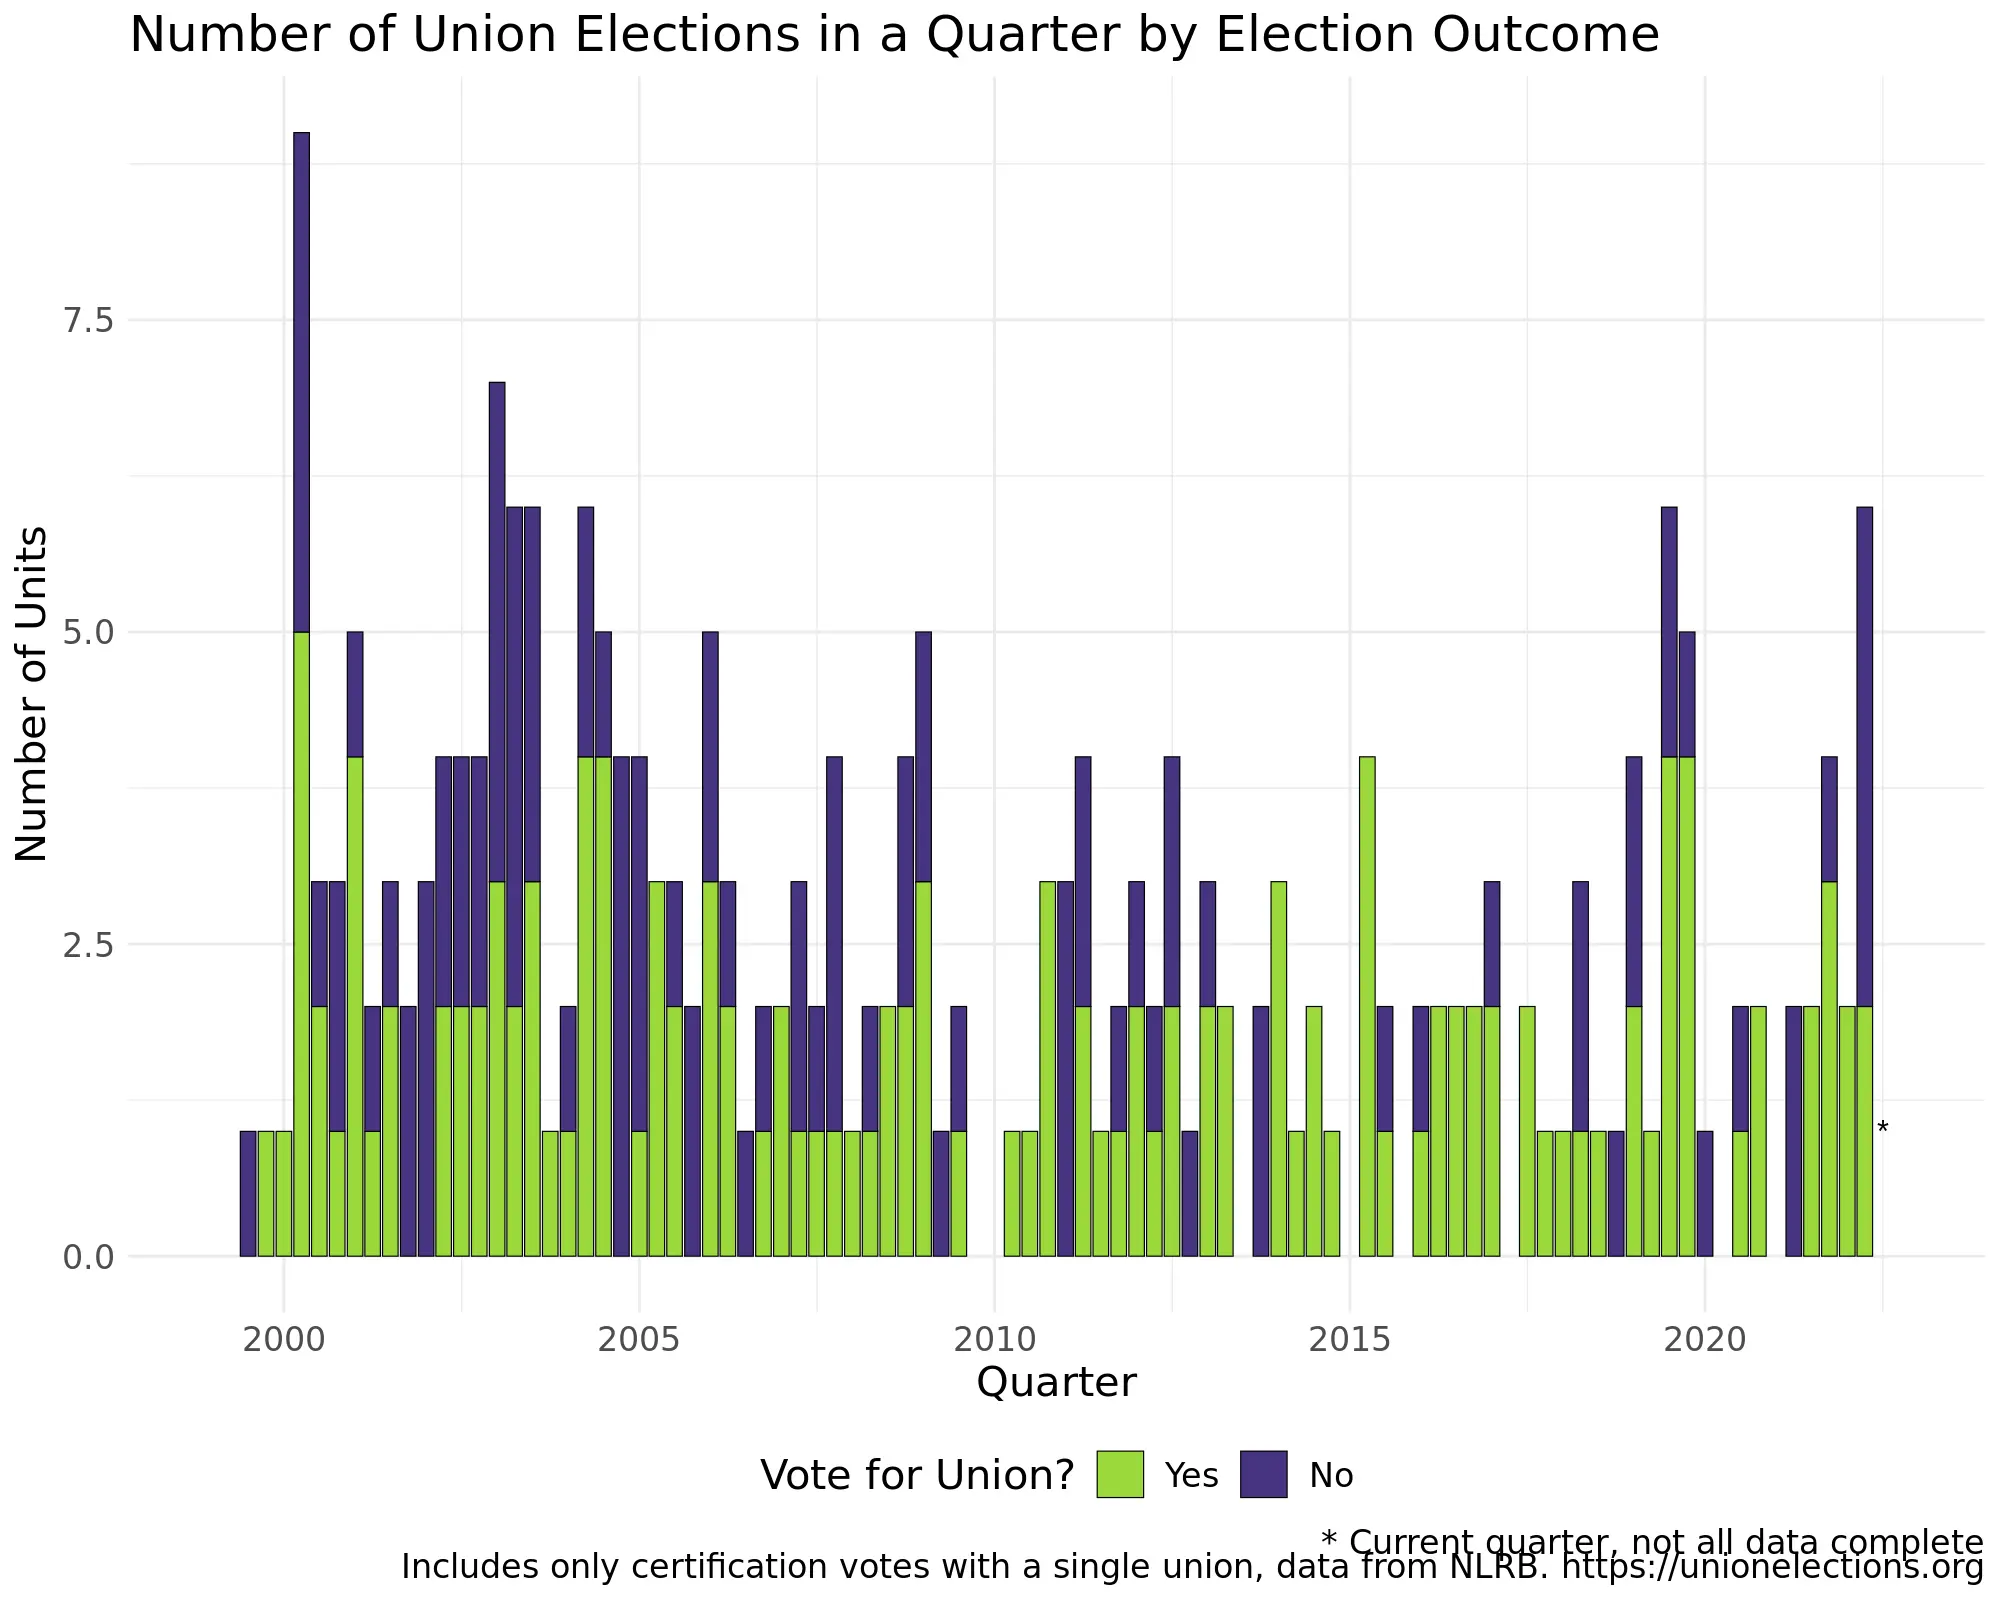 Number of Union Elections in a Quarter by Election Outcome
Number of Units
7.5
5.0
2.5
0.0
*
2000 2005 2010 2015 2020
Quarter
Vote for Union? Yes No
* Current quarter, not all data complete
Includes only certification votes with a single union, data from NLRB. https://unionelections.org